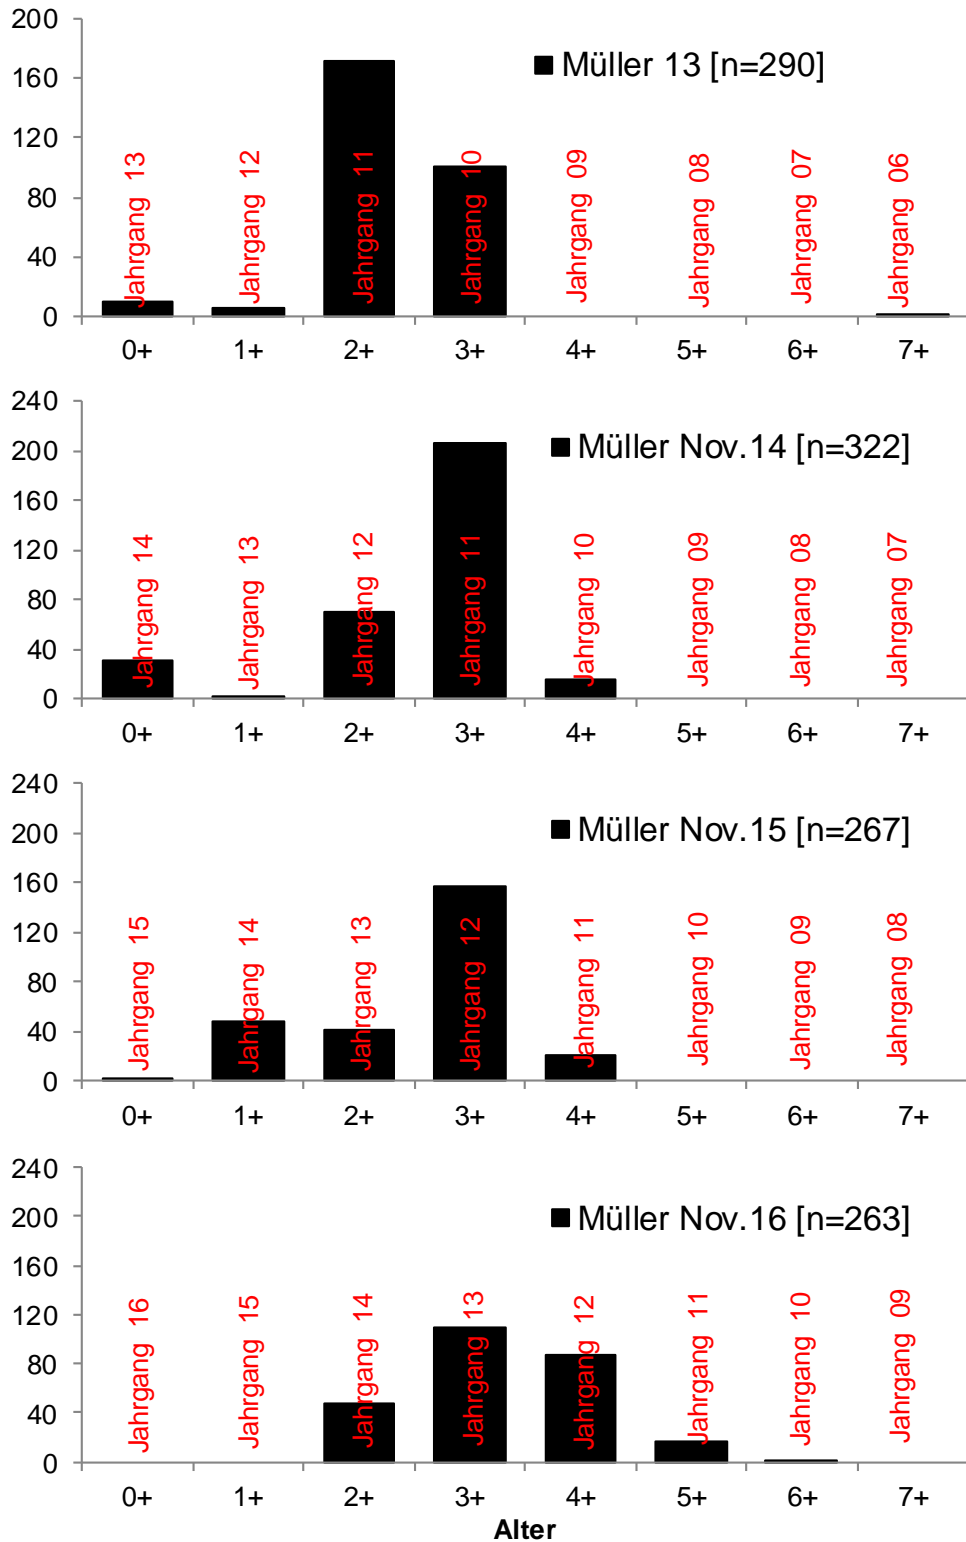 200
160
120
80
40
0
Müller 13 [n=290]
Jahrgang 13
Jahrgang 12
Jahrgang 11
Jahrgang 10
Jahrgang 09
Jahrgang 08
Jahrgang 07
Jahrgang 06
0+ 1+ 2+ 3+ 4+ 5+ 6+ 7+
240
200
160
120
80
40
0
Müller Nov.14 [n=322]
Jahrgang 14
Jahrgang 13
Jahrgang 12
Jahrgang 11
Jahrgang 10
Jahrgang 09
Jahrgang 08
Jahrgang 07
0+ 1+ 2+ 3+ 4+ 5+ 6+ 7+
240
200
160
120
80
40
0
Müller Nov.15 [n=267]
Jahrgang 15
Jahrgang 14
Jahrgang 13
Jahrgang 12
Jahrgang 11
Jahrgang 10
Jahrgang 09
Jahrgang 08
0+ 1+ 2+ 3+ 4+ 5+ 6+ 7+
240
200
160
120
80
40
0
Müller Nov.16 [n=263]
Jahrgang 16
Jahrgang 15
Jahrgang 14
Jahrgang 13
Jahrgang 12
Jahrgang 11
Jahrgang 10
Jahrgang 09
0+ 1+ 2+ 3+ 4+ 5+ 6+ 7+
Alter